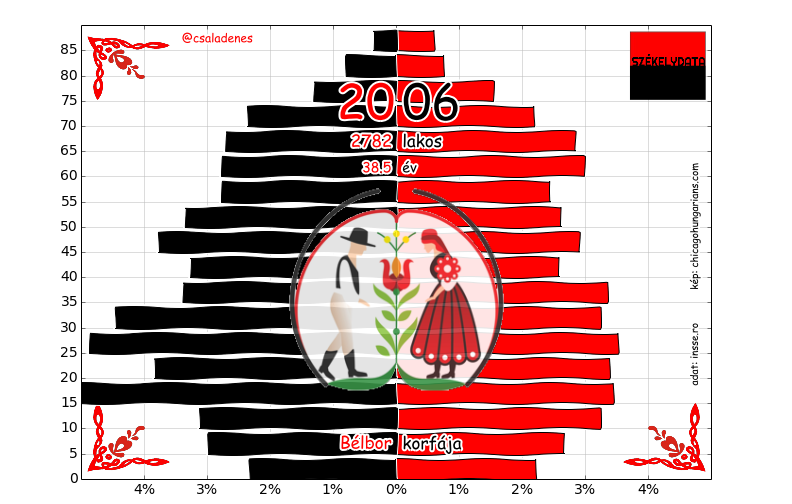 @csaladenes
SZÉKELYDATA
2006
2782 lakos
38.5 év
kép: chicagohungarians.com
adat: insse.ro
Bélbor korfája
85
80
75
70
65
60
55
50
45
40
35
30
25
20
15
10
5
0
4% 3% 2% 1% 0% 1% 2% 3% 4%